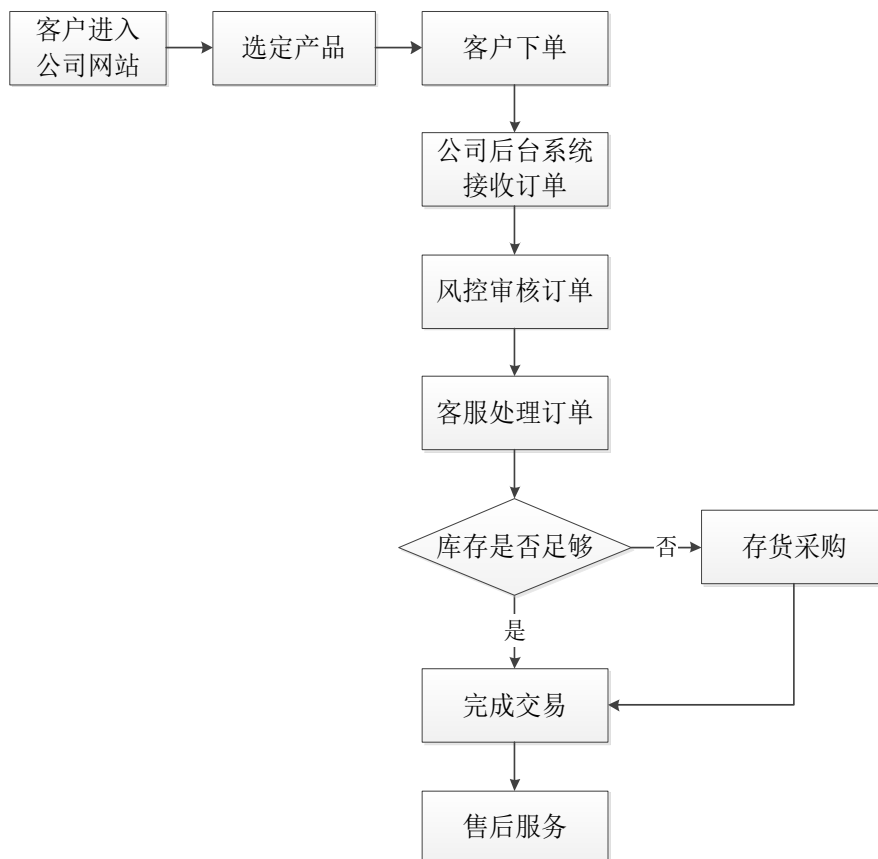 客户进入
公司网站
选定产品
客户下单
公司后台系统
接收订单
风控审核订单
客服处理订单
库存是否足够
否
存货采购
是
完成交易
售后服务